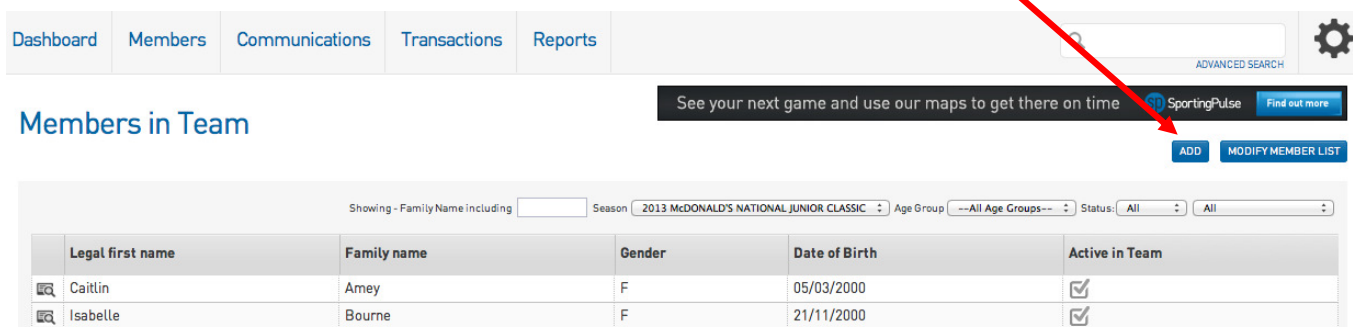 Dashboard Members Communications Transactions Reports
ADVANCED SEARCH
See your next game and use our maps to get there on time sp SportingPulse Find out more
Members in Team
ADD MODIFY MEMBER LIST
Showing - Family Name including Season 2013 McDONALD'S NATIONAL JUNIOR CLASSIC Age Group --All Age Groups-- Status: All All
Legal first name Family name Gender Date of Birth Active in Team
Caitlin Amey F 05/03/2000
Isabelle Bourne F 21/11/2000